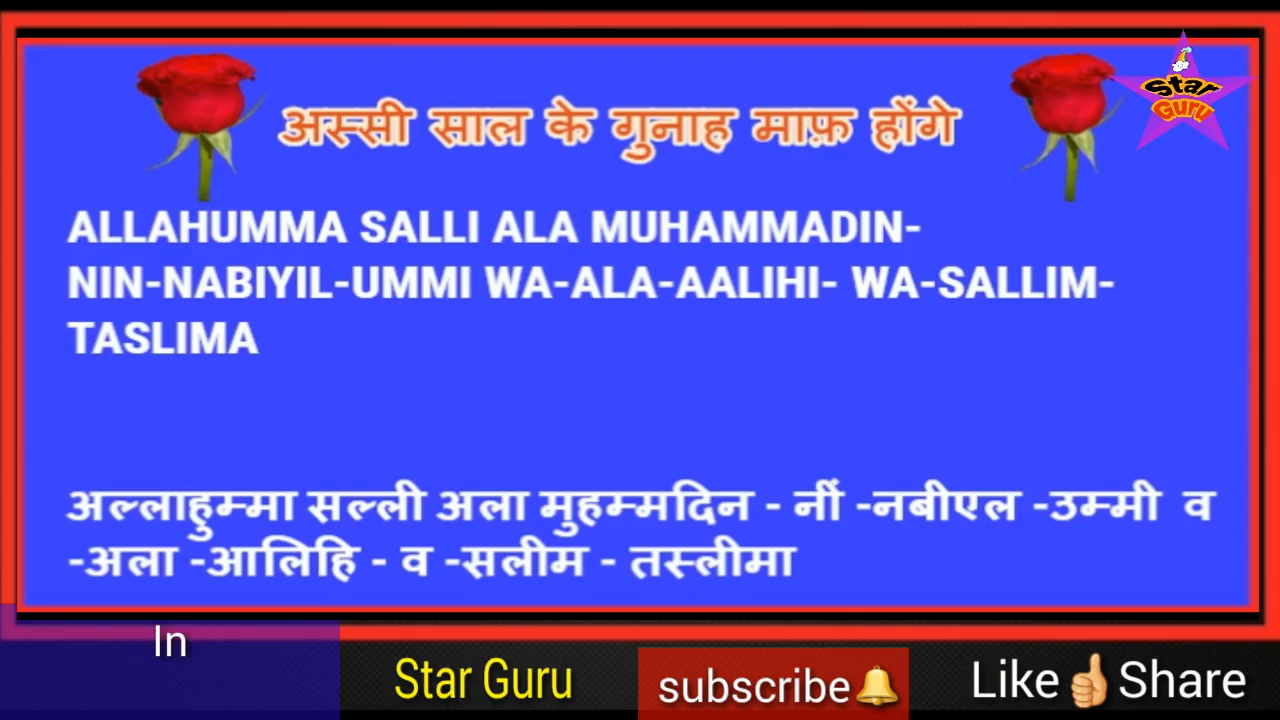 Star
Guru
अस्सी साल के गुनाह माफ़ होंगे
ALLAHUMMA SALLI ALA MUHAMMADIN-
NIN-NABIYIL-UMMI WA-ALA-AALIHI- WA-SALLIM-
TASLIMA
अल्लाहुम्मा सल्ली अला मुहम्मदिन - नीं -नबीएल -उम्मी व
-अला -आलिहि - व -सलीम - तस्लीमा
In
Star Guru
subscribe🔔
Like👍Share